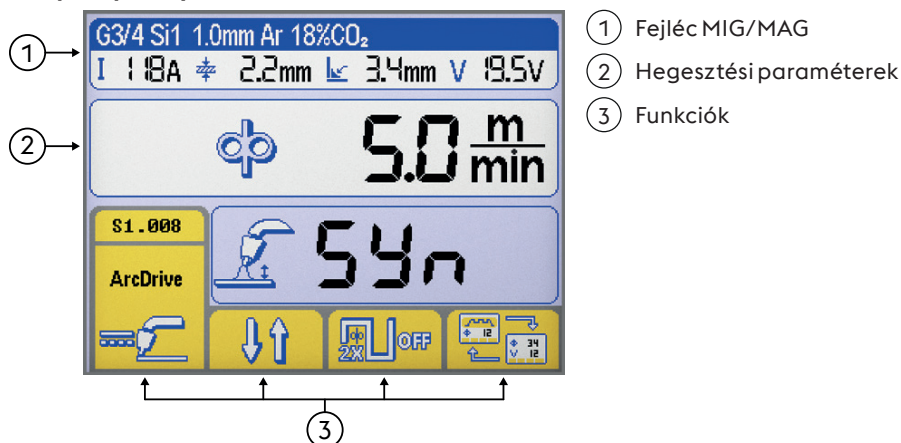 G3/4 Si1 1.0mm Ar 18%CO₂
I 118A 2.2mm 3.4mm V 19.5V
5.0 m/min
S1.008
ArcDrive
SYn
2X OFF
12
34
V 12
1 Fejléc MIG/MAG
2 Hegesztési paraméterek
3 Funkciók
1
2
3